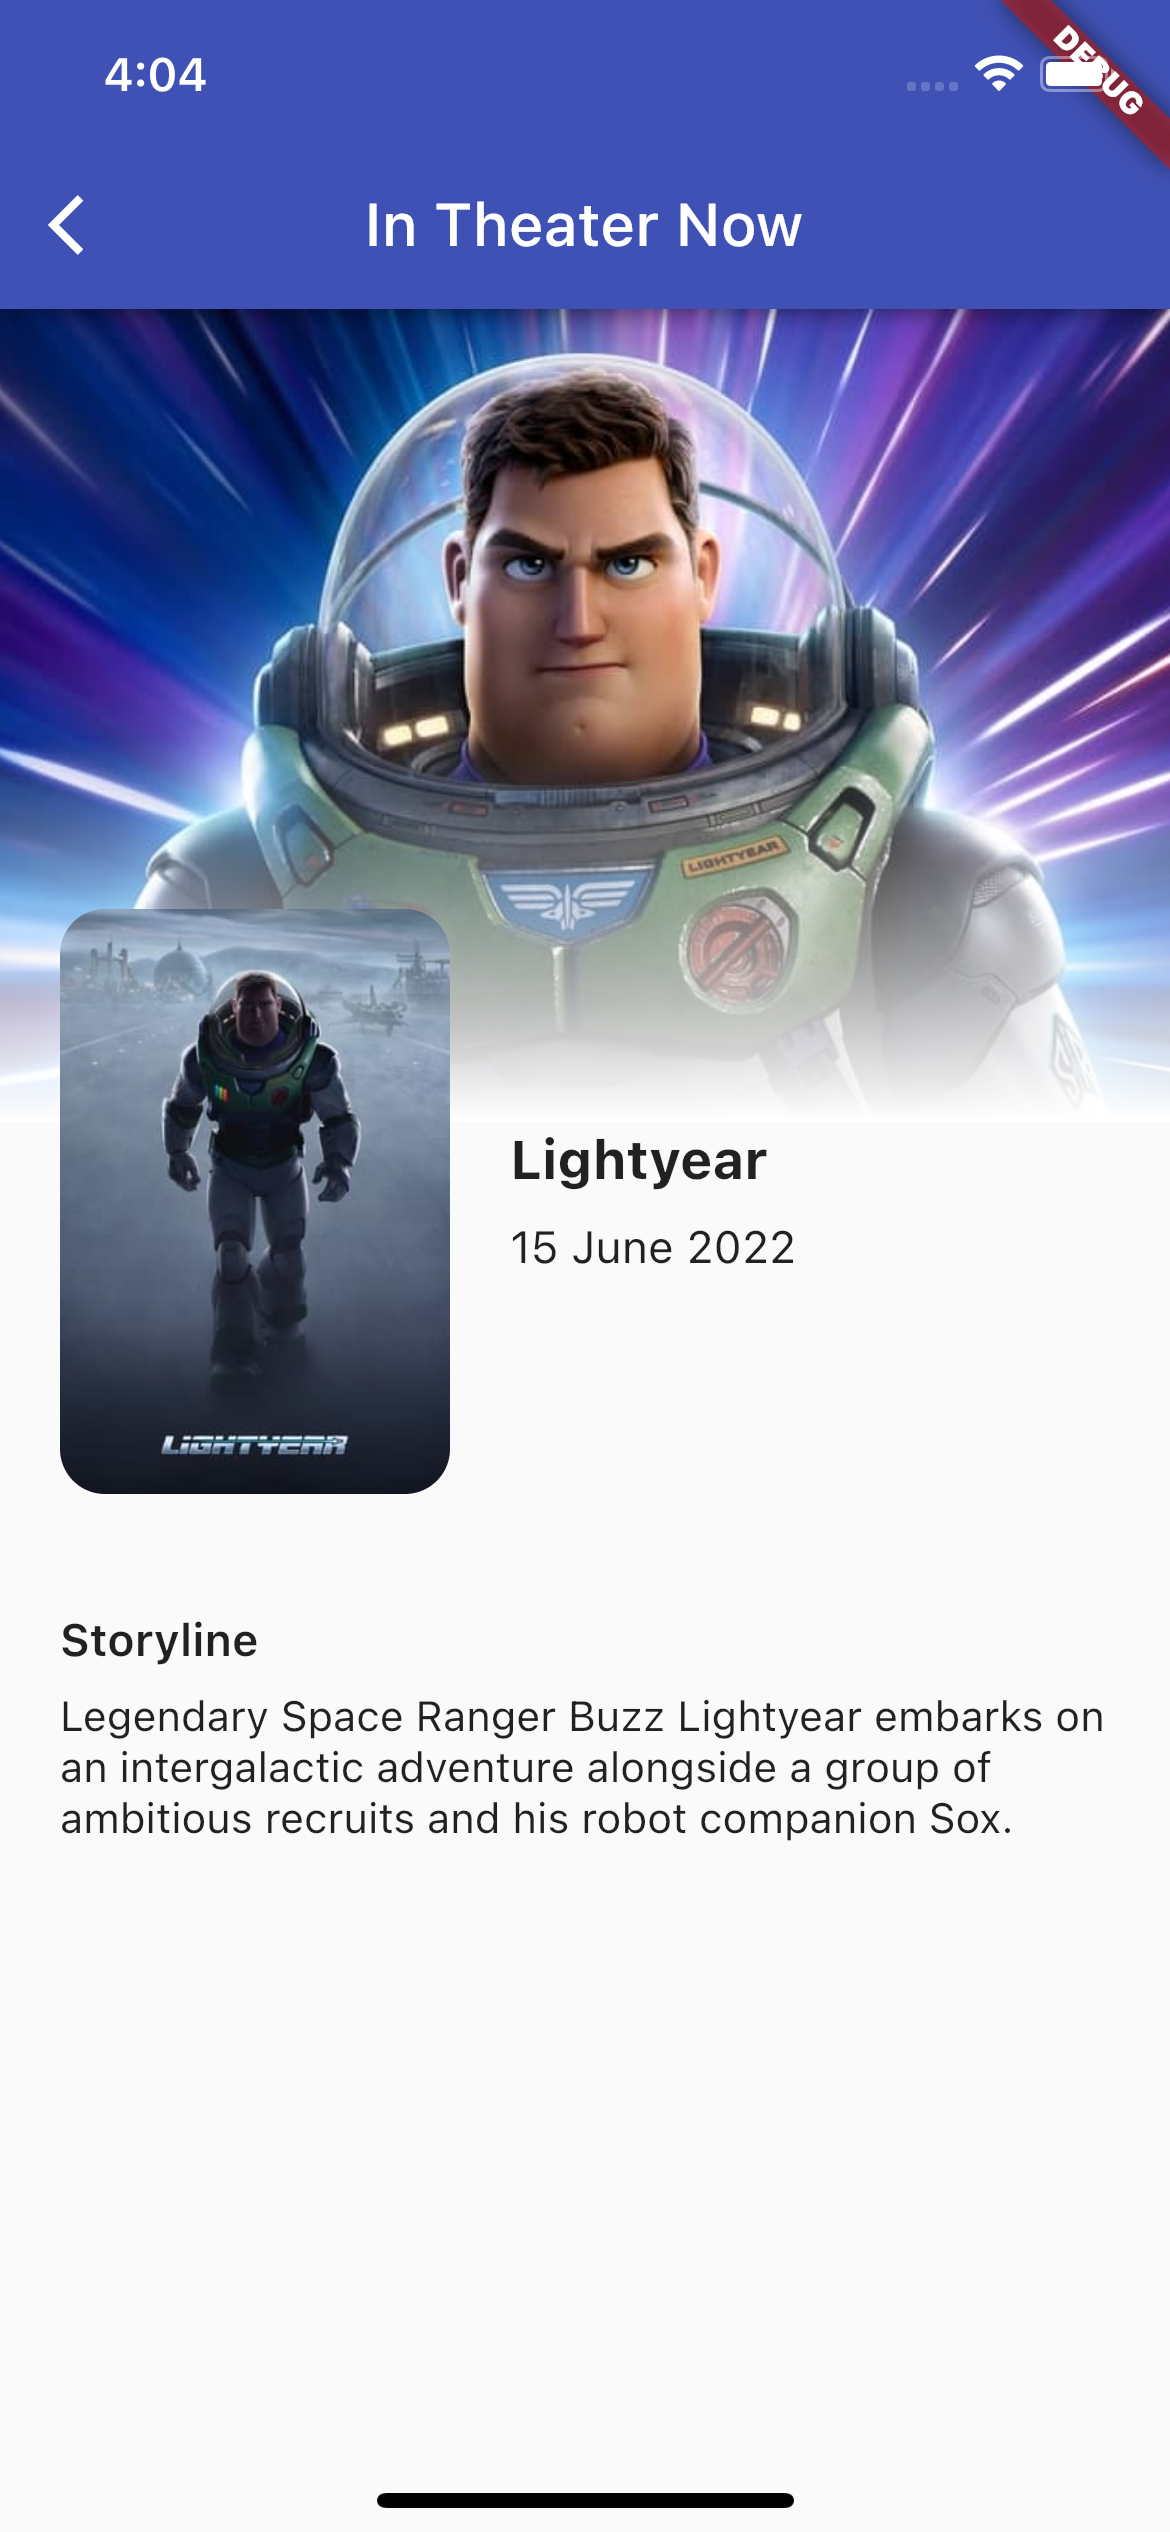 4:04
DEBUG
In Theater Now
LIGHTYEAR
LIGHTYEAR
Lightyear
15 June 2022
Storyline
Legendary Space Ranger Buzz Lightyear embarks on
an intergalactic adventure alongside a group of
ambitious recruits and his robot companion Sox.